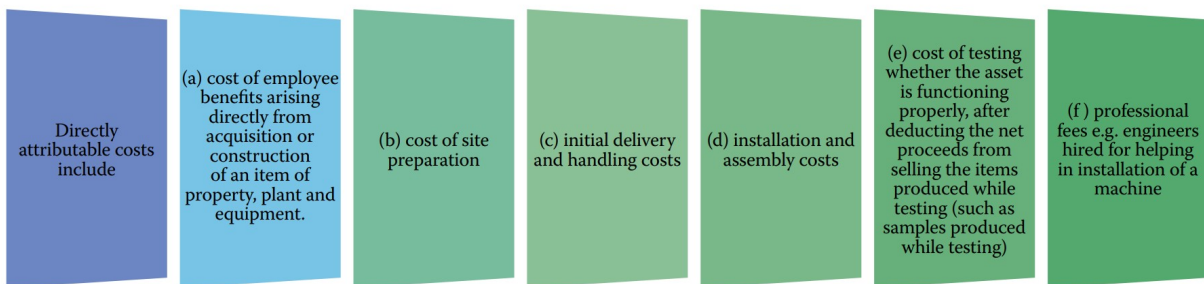 Directly
attributable costs
include
(a) cost of employee
benefits arising
directly from
acquisition or
construction
of an item of
property, plant and
equipment.
(b) cost of site
preparation
(c) initial delivery
and handling costs
(d) installation and
assembly costs
(e) cost of testing
whether the asset
is functioning
properly, after
deducting the net
proceeds from
selling the items
produced while
testing (such as
samples produced
while testing)
(f ) professional
fees e.g. engineers
hired for helping
in installation of a
machine